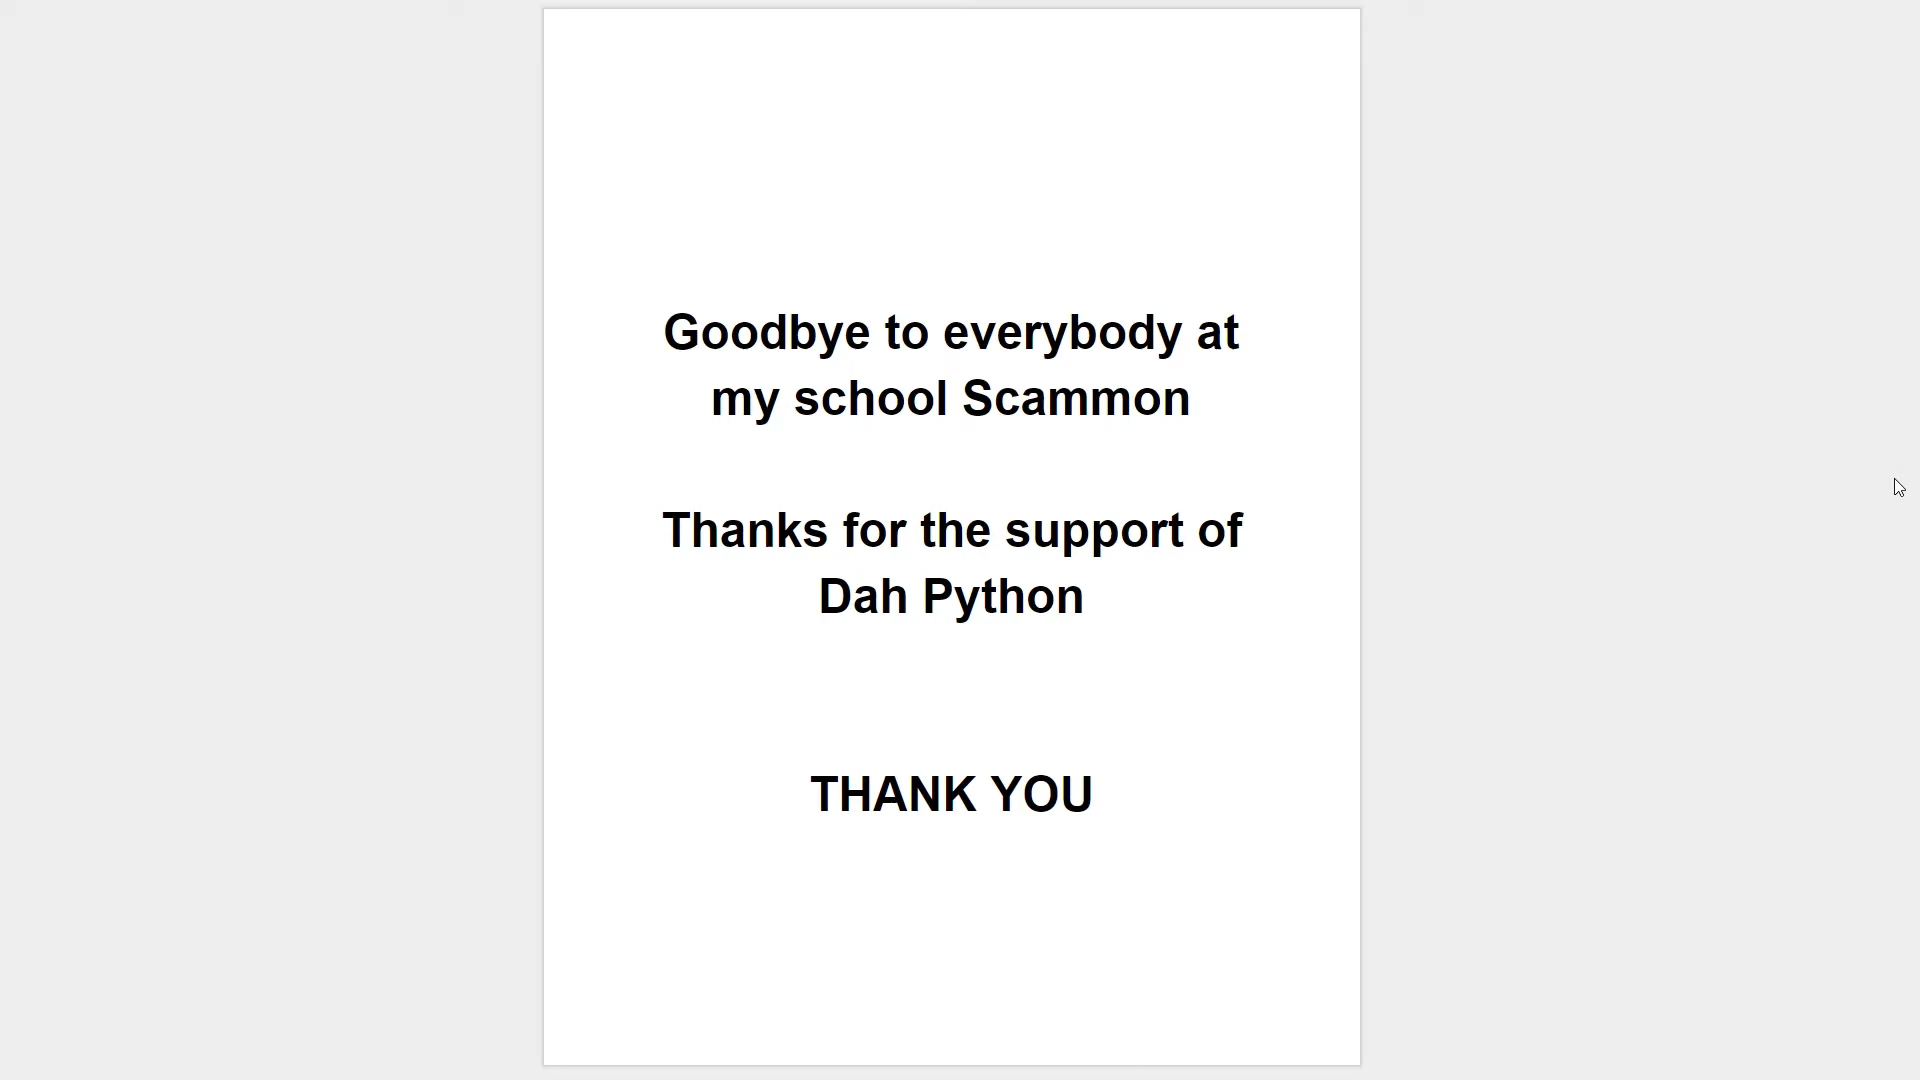 Goodbye to everybody at
my school Scammon
Thanks for the support of
Dah Python
THANK YOU